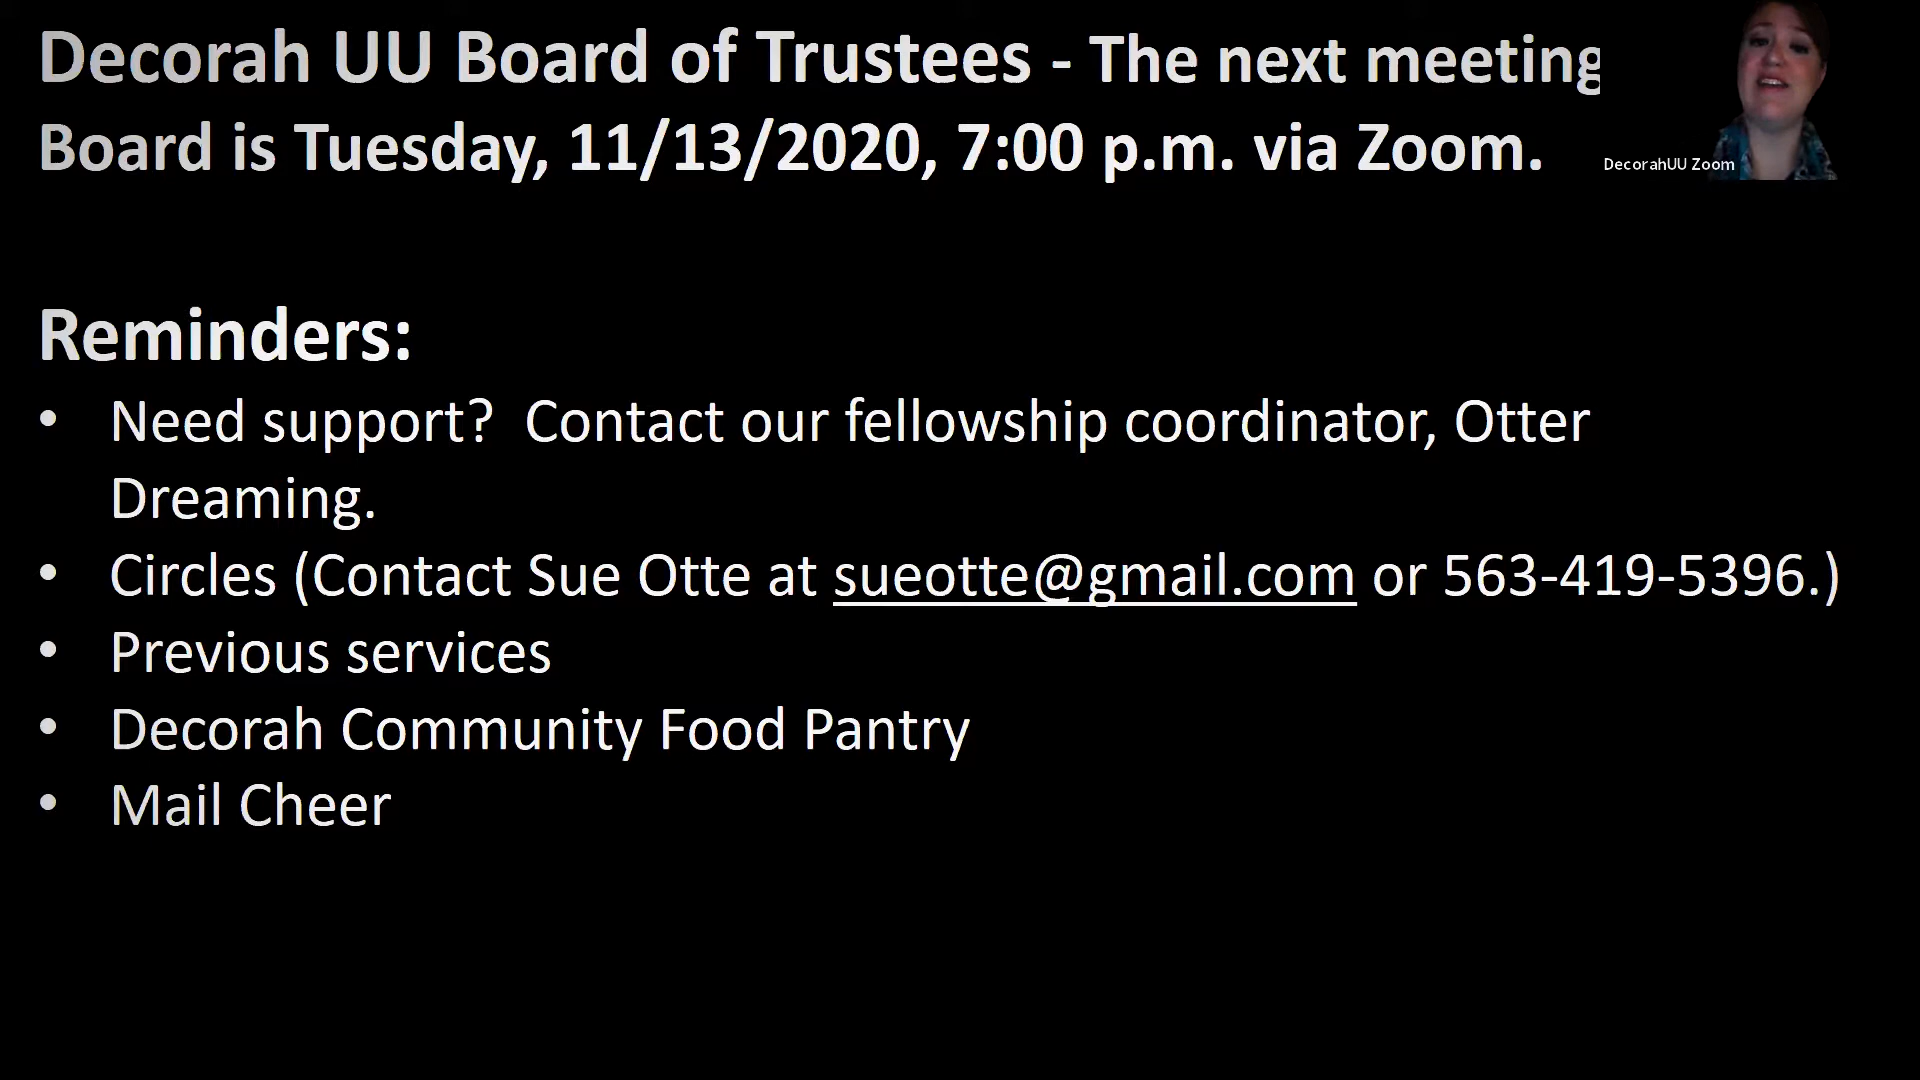 Decorah UU Board of Trustees - The next meeting
Board is Tuesday, 11/13/2020, 7:00 p.m. via Zoom.
DecorahUU Zoom
Reminders:
• Need support?  Contact our fellowship coordinator, Otter
Dreaming.
• Circles (Contact Sue Otte at sueotte@gmail.com or 563-419-5396.)
• Previous services
• Decorah Community Food Pantry
• Mail Cheer